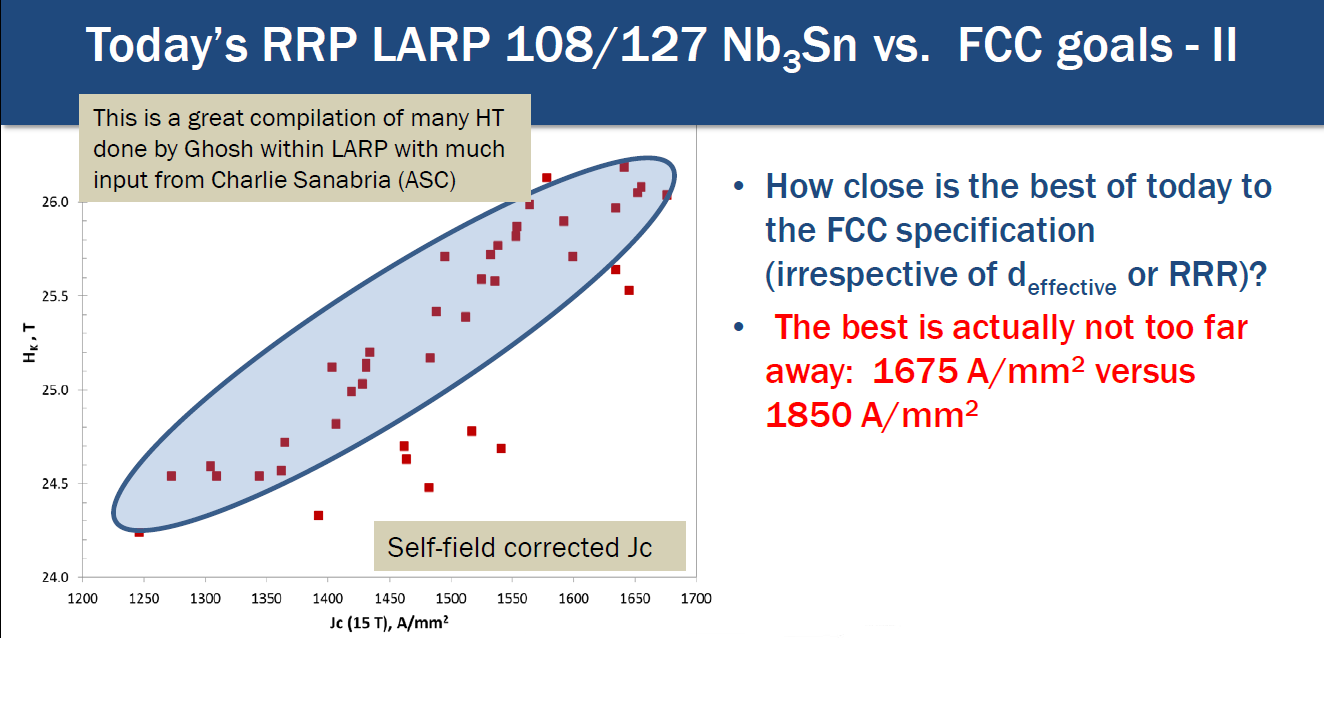 Today's RRP LARP 108/127 Nb₃Sn vs.  FCC goals - II
This is a great compilation of many HT
done by Ghosh within LARP with much
input from Charlie Sanabria (ASC)
26.0
25.5
25.0
24.5
24.0
Hₖ, T
1200 1250 1300 1350 1400 1450 1500 1550 1600 1650 1700
Jc (15 T), A/mm²
Self-field corrected Jc
• How close is the best of today to
the FCC specification
(irrespective of d_effective or RRR)?
• The best is actually not too far
away:  1675 A/mm² versus
1850 A/mm²